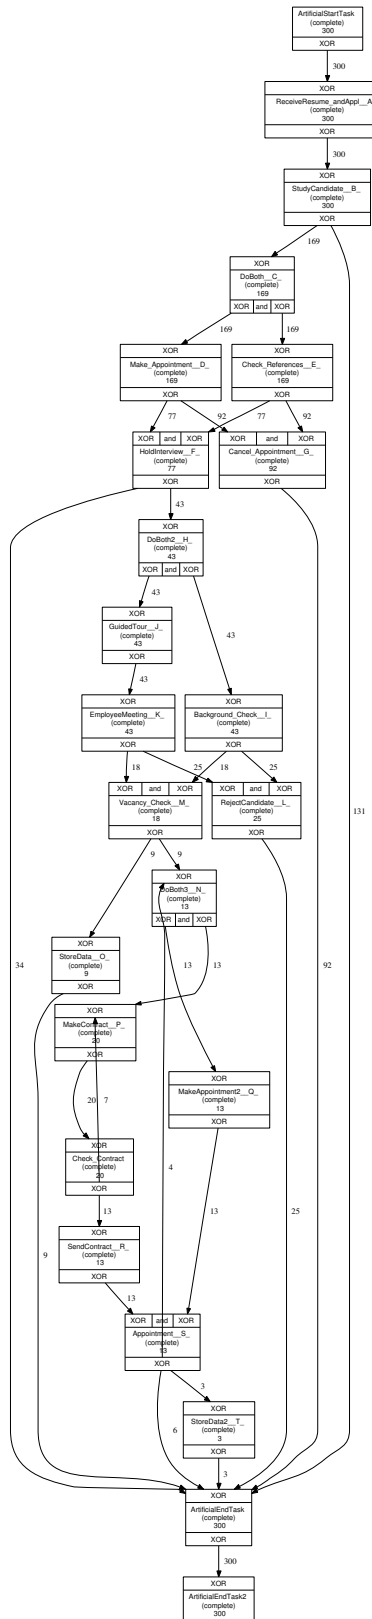 XOR
ArtificialStartTask
(complete)
300
XOR
300
XOR
ReceiveResume_andAppl__A
(complete)
300
XOR
300
XOR
StudyCandidate__B_
(complete)
300
XOR
169
XOR
DoBoth__C_
(complete)
169
XOR and XOR
169 169
XOR XOR
Make_Appointment__D_ Check_References__E_
(complete) (complete)
169 169
XOR XOR
77 92 77 92
XOR and XOR XOR and XOR
HoldInterview__F_ Cancel_Appointment__G_
(complete) (complete)
77 92
XOR XOR
43
XOR
DoBoth2__H_
(complete)
43
XOR and XOR
43
XOR
GuidedTour__J_
(complete)
43
XOR
43
43
XOR XOR
EmployeeMeeting__K_ Background_Check__I_
(complete) (complete)
43 43
XOR XOR
18 25 18 25
XOR and XOR XOR and XOR
Vacancy_Check__M_ RejectCandidate__L_
(complete) (complete)
18 25
XOR XOR
131
9 9
XOR
DoBoth3__N_
(complete)
13
XOR and XOR
XOR
StoreData__O_
(complete)
9
XOR
34 13 13 92
XOR
MakeContract__P_
(complete)
20
XOR
XOR
MakeAppointment2__Q_
(complete)
13
XOR
20 7
XOR
Check_Contract
(complete)
20
XOR
4
9 13 13 25
XOR
SendContract__R_
(complete)
13
XOR
13
XOR and XOR
Appointment__S_
(complete)
13
XOR
3
6
XOR
StoreData2__T_
(complete)
3
XOR
3
XOR
ArtificialEndTask
(complete)
300
XOR
300
XOR
ArtificialEndTask2
(complete)
300
XOR